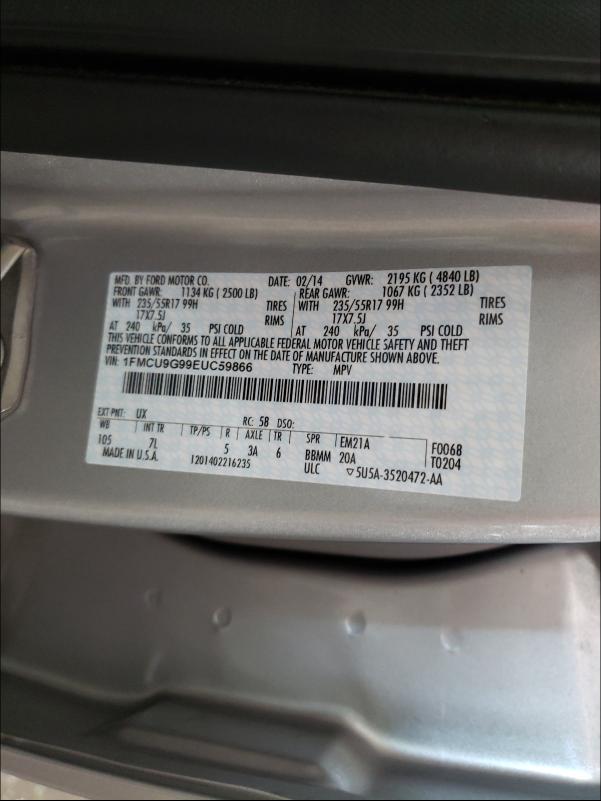 MFD. BY FORD MOTOR CO. DATE: 02/14 GVWR: 2195 KG ( 4840 LB)
FRONT GAWR: 1134 KG ( 2500 LB) REAR GAWR: 1067 KG ( 2352 LB)
WITH 235/55R17 99H TIRES WITH 235/55R17 99H TIRES
17X7.5J RIMS 17X7.5J RIMS
AT 240 kPa/ 35 PSI COLD AT 240 kPa/ 35 PSI COLD
THIS VEHICLE CONFORMS TO ALL APPLICABLE FEDERAL MOTOR VEHICLE SAFETY AND THEFT
PREVENTION STANDARDS IN EFFECT ON THE DATE OF MANUFACTURE SHOWN ABOVE.
VIN: 1FMCU9G99EUC59866 TYPE: MPV
EXT PNT: UX RC: 58 DSO:
WB INT TR TP/PS R AXLE TR SPR EM21A F0068
105 7L 5 3A 6 BBMM 20A T0204
MADE IN U.S.A. 1201402216235 ULC ▽5U5A-3520472-AA